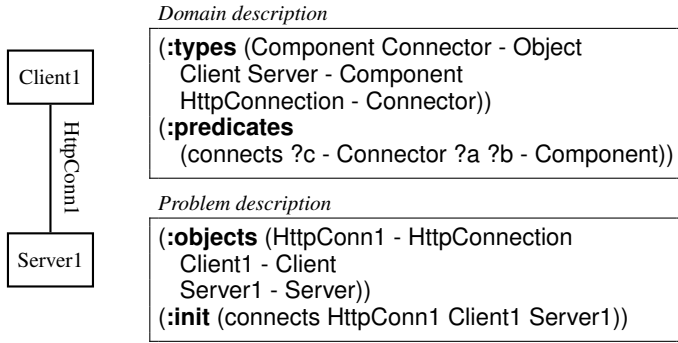 Client1
HttpConn1
Server1
Domain description
(:types (Component Connector - Object
Client Server - Component
HttpConnection - Connector))
(:predicates
(connects ?c - Connector ?a ?b - Component))
Problem description
(:objects (HttpConn1 - HttpConnection
Client1 - Client
Server1 - Server))
(:init (connects HttpConn1 Client1 Server1))